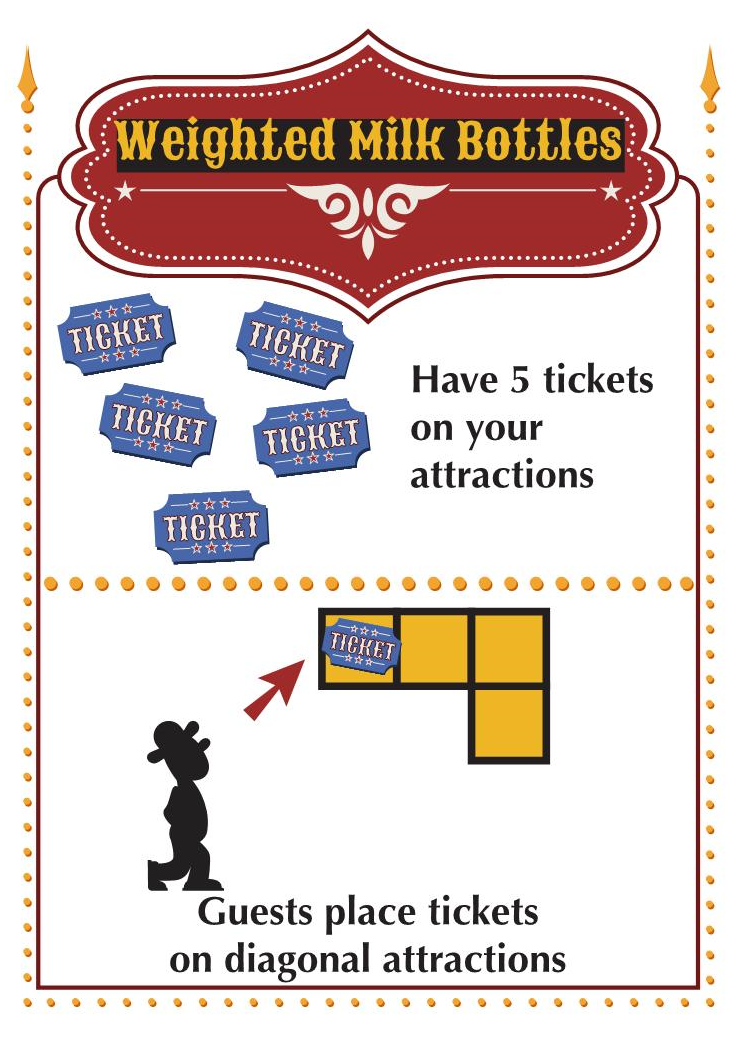 Weighted Milk Bottles
TICKET
TICKET
TICKET
TICKET
TICKET
Have 5 tickets
on your
attractions
TICKET
Guests place tickets
on diagonal attractions